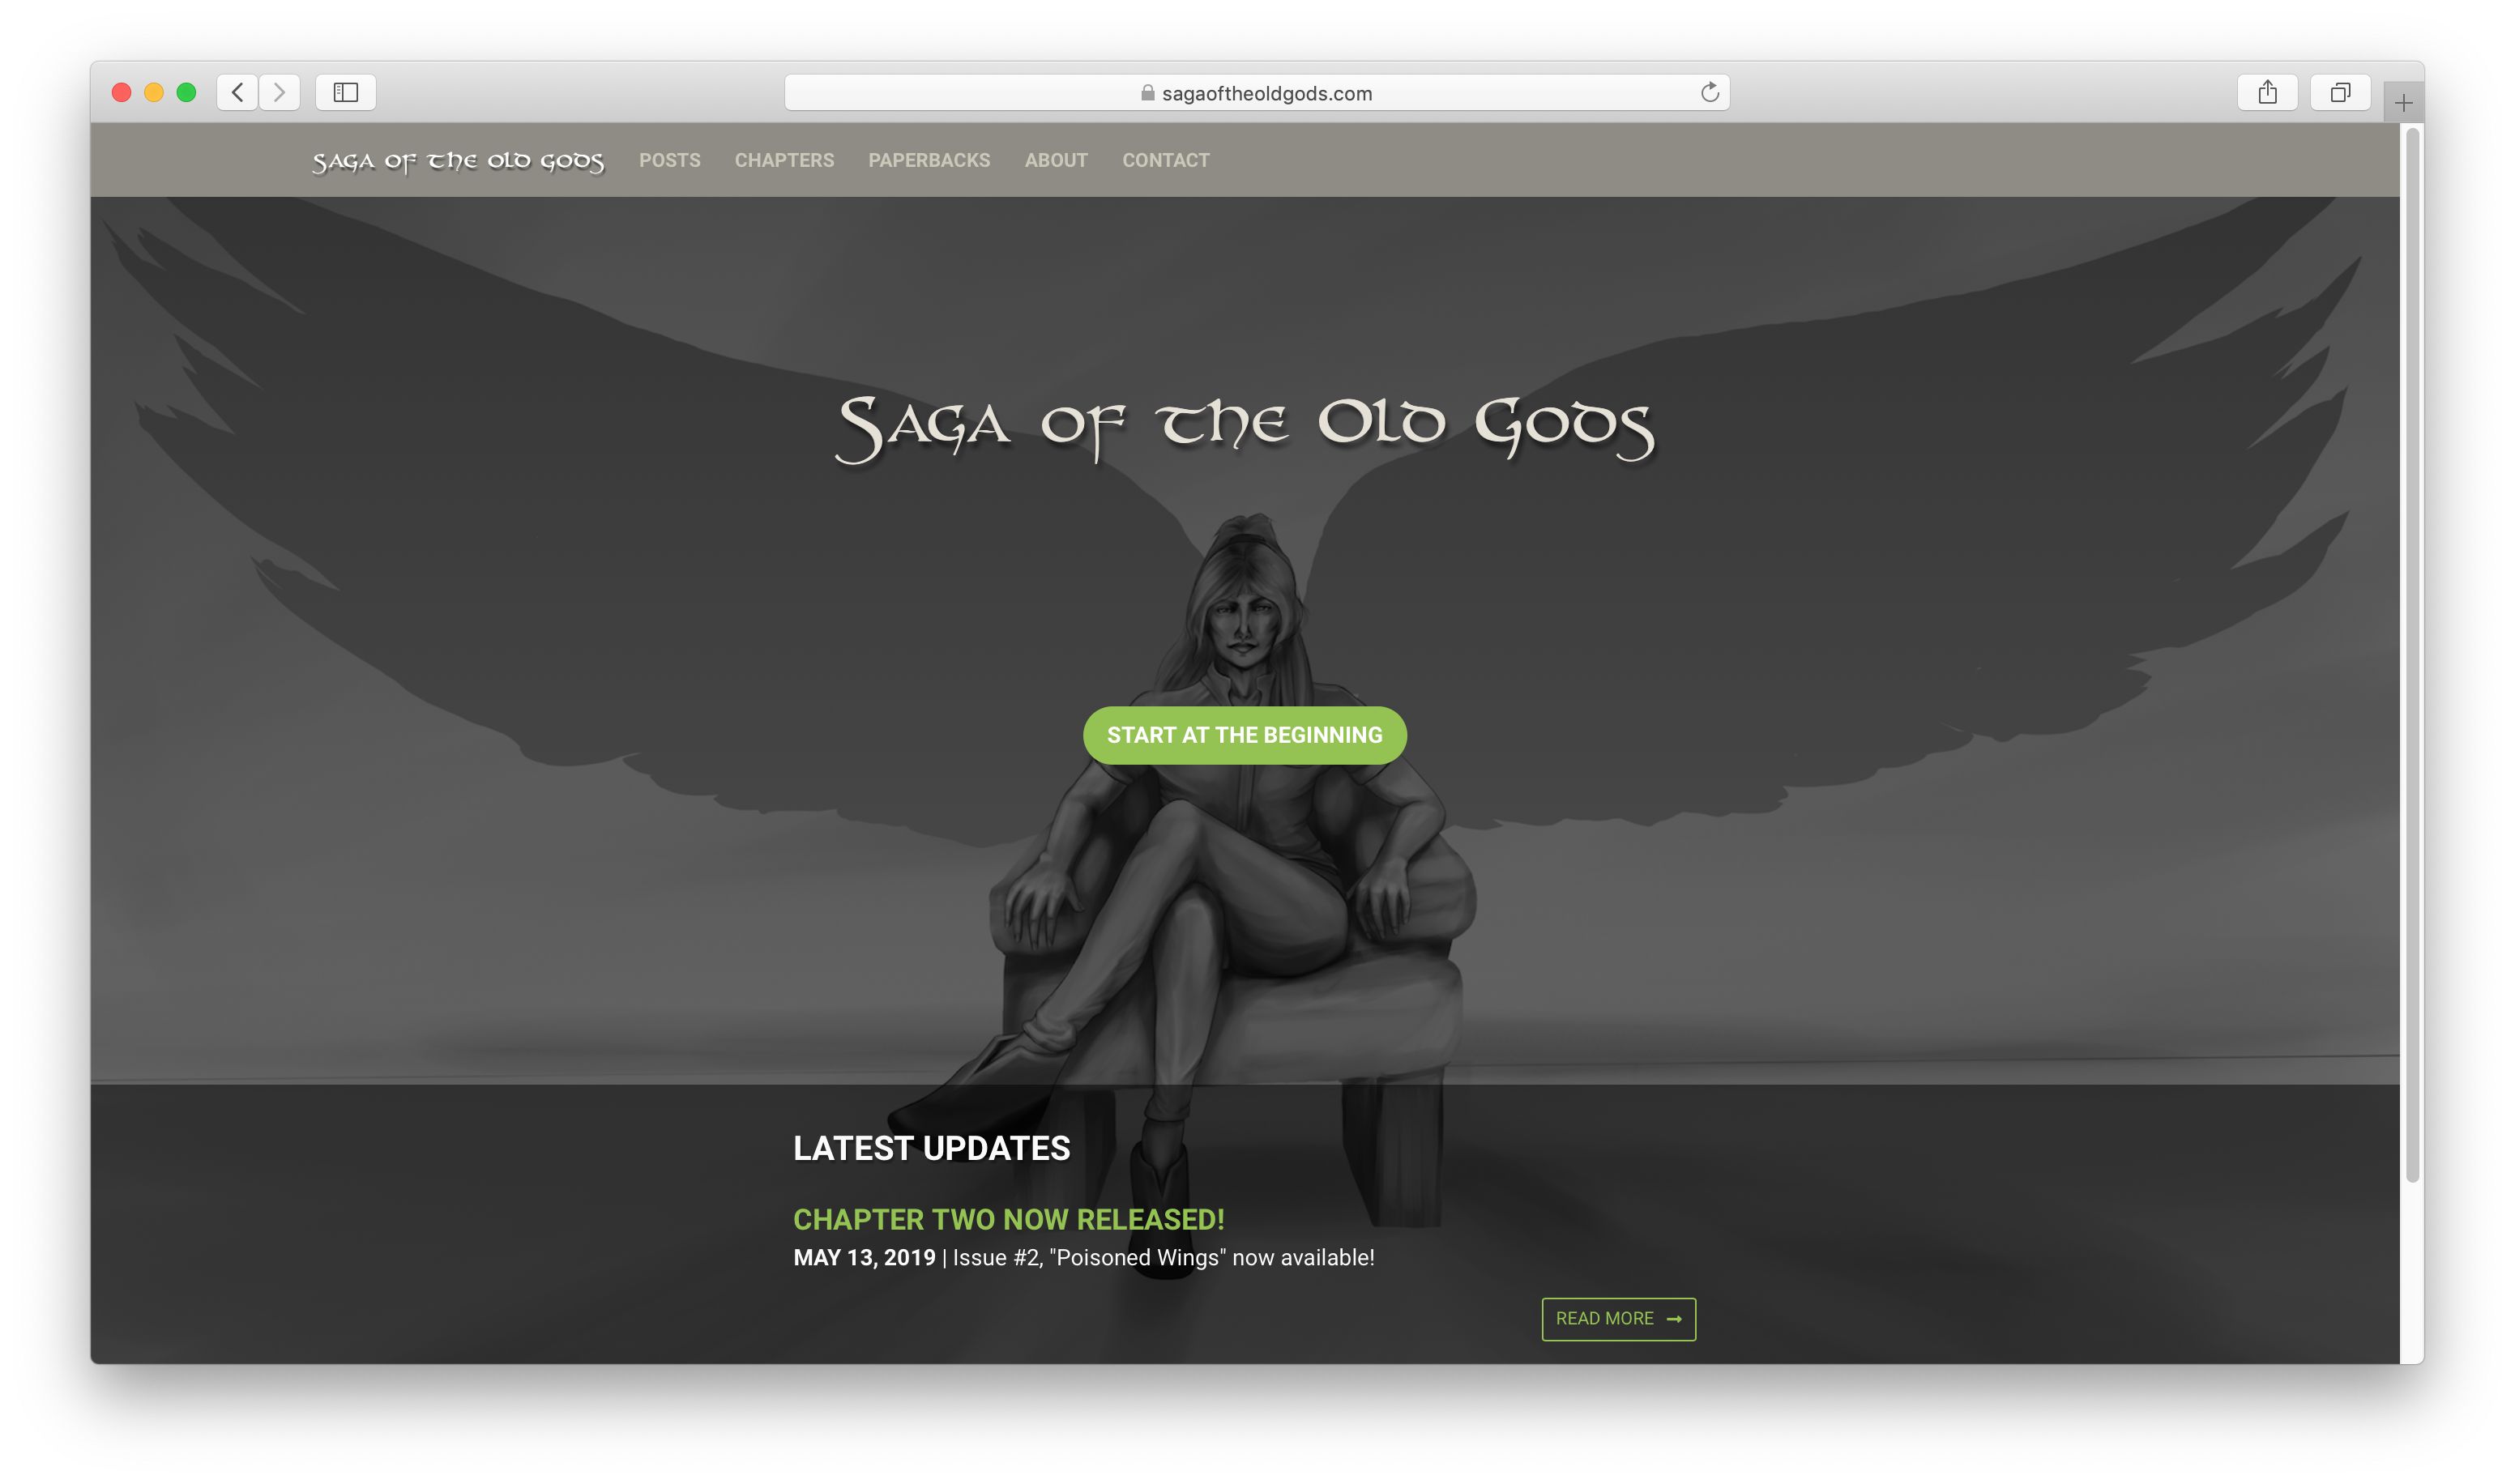 sagaoftheoldgods.com
Saga of the Old Gods POSTS CHAPTERS PAPERBACKS ABOUT CONTACT
Saga of the Old Gods
START AT THE BEGINNING
LATEST UPDATES
CHAPTER TWO NOW RELEASED!
MAY 13, 2019 | Issue #2, "Poisoned Wings" now available!
READ MORE →